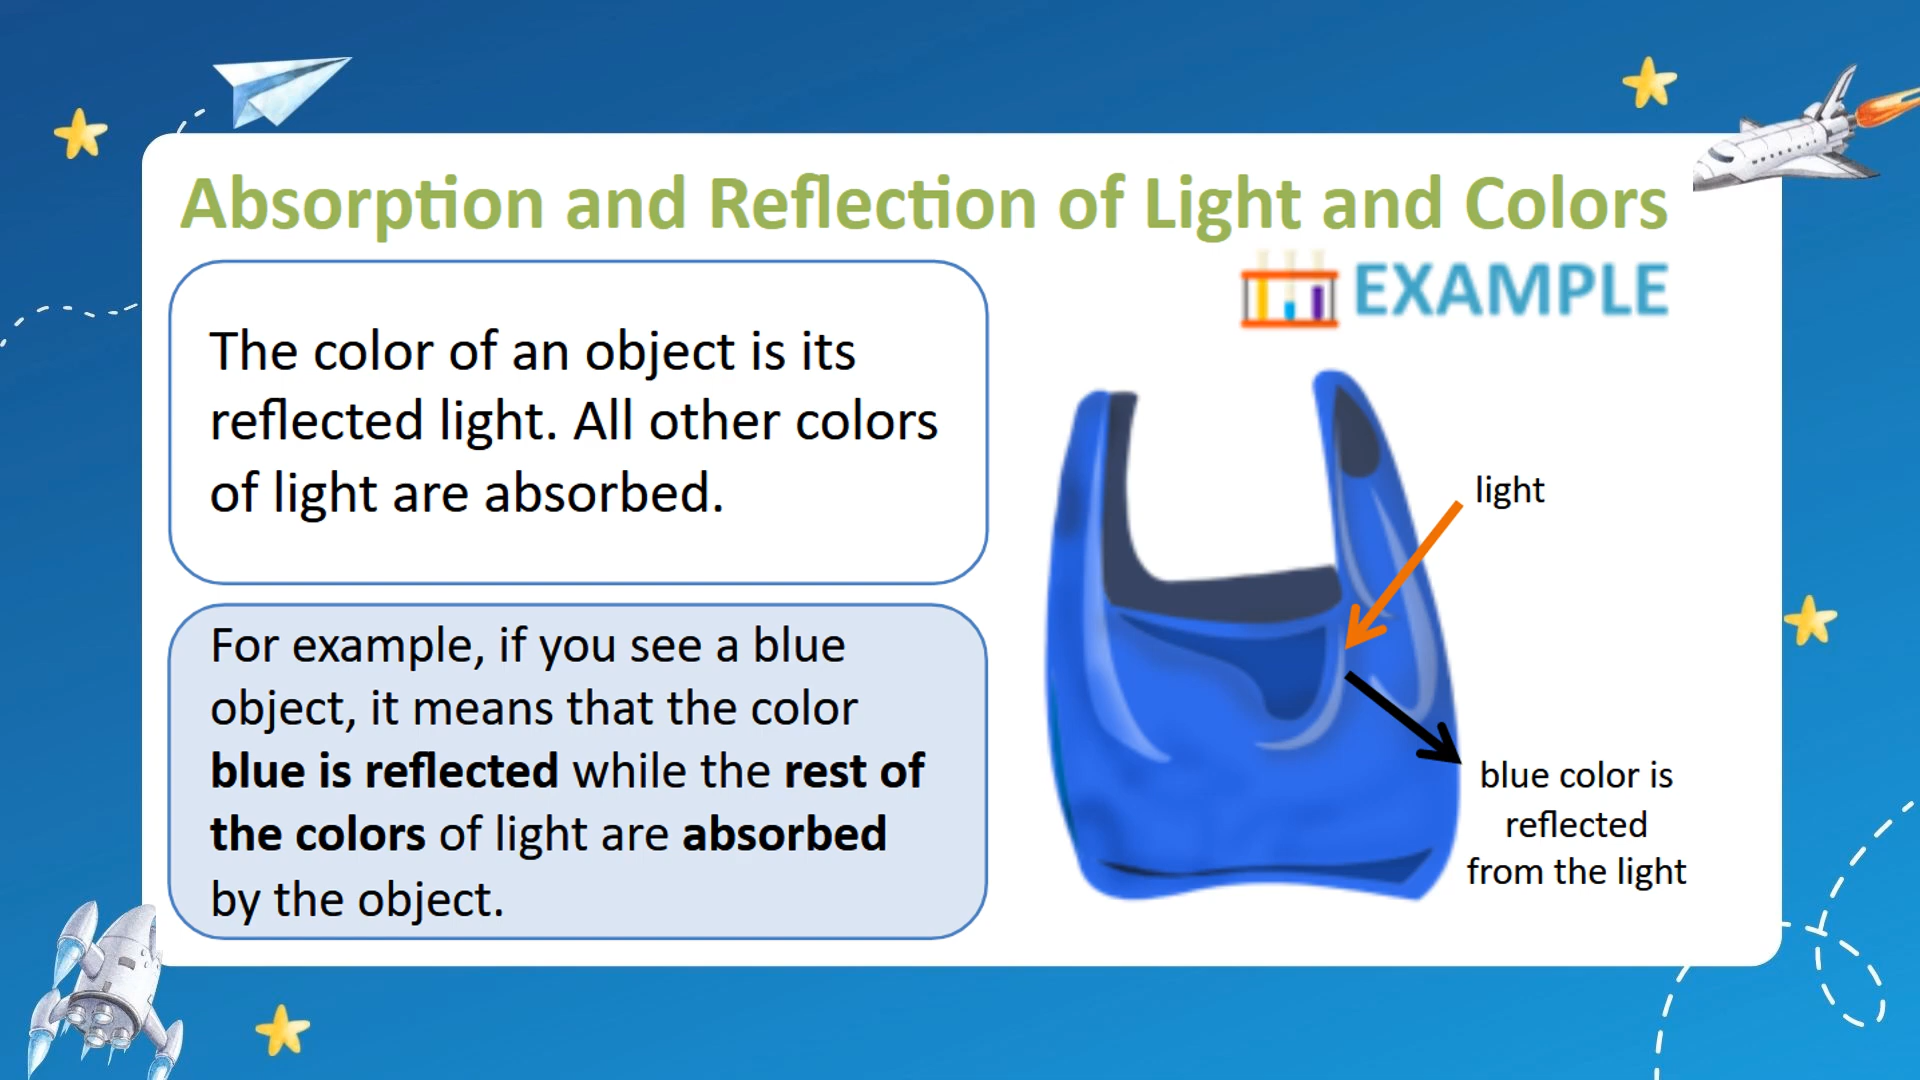 Absorption and Reflection of Light and Colors
EXAMPLE
The color of an object is its
reflected light. All other colors
of light are absorbed.
For example, if you see a blue
object, it means that the color
blue is reflected while the rest of
the colors of light are absorbed
by the object.
light
blue color is
reflected
from the light